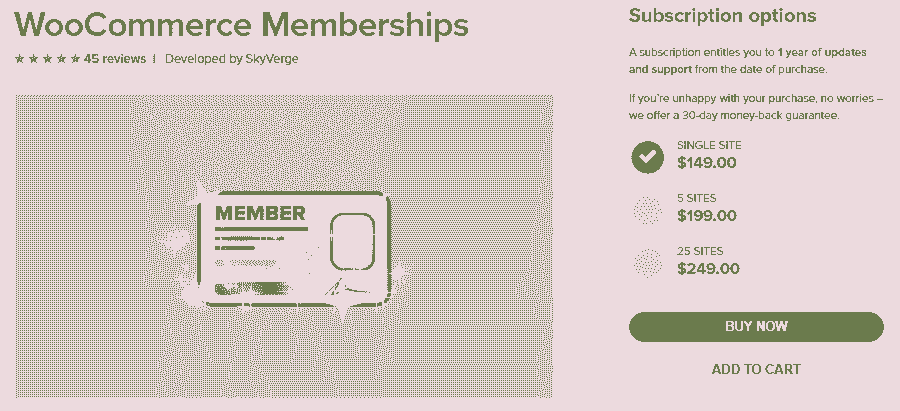 WooCommerce Memberships
★ ★ ★ ★ ★ 45 reviews | Developed by SkyVerge
MEMBER
Subscription options
A subscription entitles you to 1 year of updates
and support from the date of purchase.
If you're unhappy with your purchase, no worries –
we offer a 30-day money-back guarantee.
SINGLE SITE
$149.00
5 SITES
$199.00
25 SITES
$249.00
BUY NOW
ADD TO CART